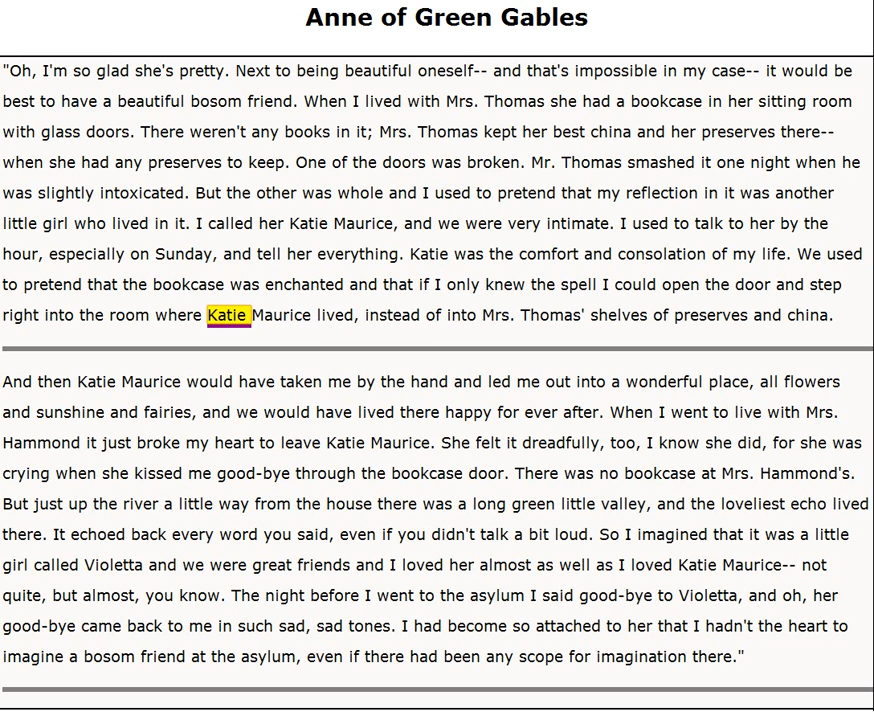 Anne of Green Gables
"Oh, I'm so glad she's pretty. Next to being beautiful oneself-- and that's impossible in my case-- it would be
best to have a beautiful bosom friend. When I lived with Mrs. Thomas she had a bookcase in her sitting room
with glass doors. There weren't any books in it; Mrs. Thomas kept her best china and her preserves there--
when she had any preserves to keep. One of the doors was broken. Mr. Thomas smashed it one night when he
was slightly intoxicated. But the other was whole and I used to pretend that my reflection in it was another
little girl who lived in it. I called her Katie Maurice, and we were very intimate. I used to talk to her by the
hour, especially on Sunday, and tell her everything. Katie was the comfort and consolation of my life. We used
to pretend that the bookcase was enchanted and that if I only knew the spell I could open the door and step
right into the room where Katie Maurice lived, instead of into Mrs. Thomas' shelves of preserves and china.
And then Katie Maurice would have taken me by the hand and led me out into a wonderful place, all flowers
and sunshine and fairies, and we would have lived there happy for ever after. When I went to live with Mrs.
Hammond it just broke my heart to leave Katie Maurice. She felt it dreadfully, too, I know she did, for she was
crying when she kissed me good-bye through the bookcase door. There was no bookcase at Mrs. Hammond's.
But just up the river a little way from the house there was a long green little valley, and the loveliest echo lived
there. It echoed back every word you said, even if you didn't talk a bit loud. So I imagined that it was a little
girl called Violetta and we were great friends and I loved her almost as well as I loved Katie Maurice-- not
quite, but almost, you know. The night before I went to the asylum I said good-bye to Violetta, and oh, her
good-bye came back to me in such sad, sad tones. I had become so attached to her that I hadn't the heart to
imagine a bosom friend at the asylum, even if there had been any scope for imagination there."